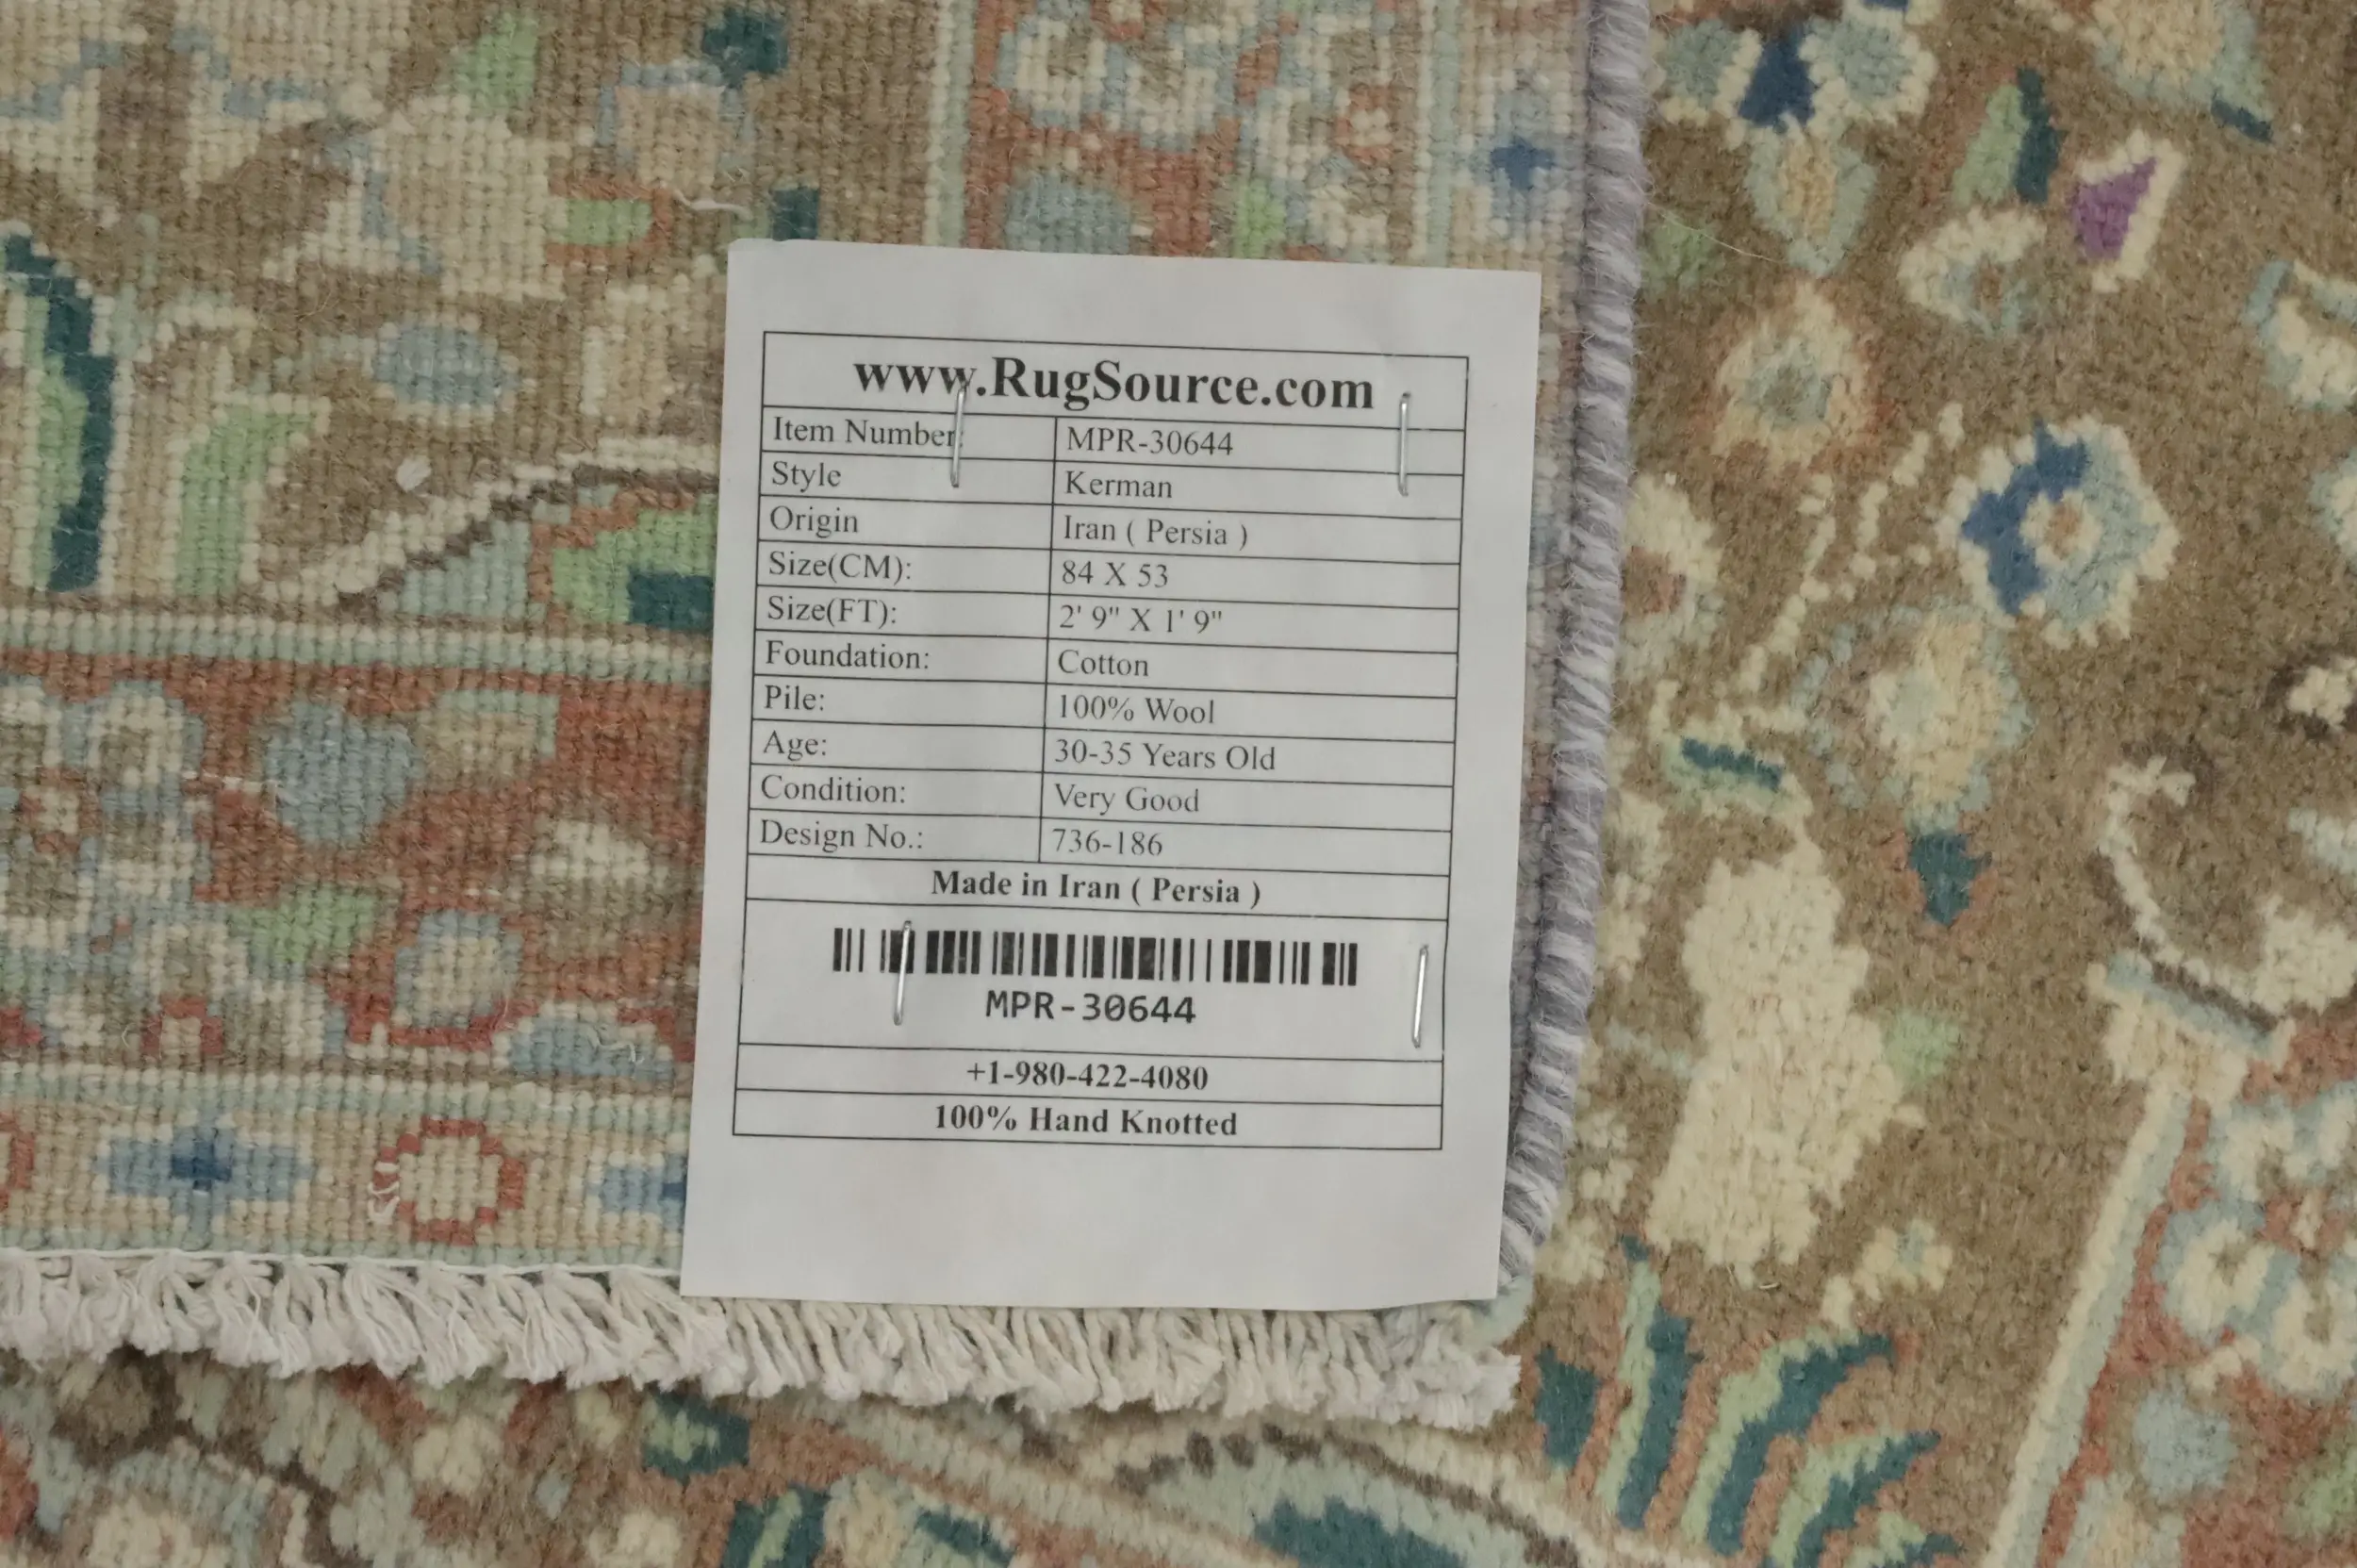 www.RugSource.com
Item Number: MPR-30644
Style Kerman
Origin Iran ( Persia )
Size(CM): 84 X 53
Size(FT): 2' 9" X 1' 9"
Foundation: Cotton
Pile: 100% Wool
Age: 30-35 Years Old
Condition: Very Good
Design No.: 736-186
Made in Iran ( Persia )
MPR-30644
+1-980-422-4080
100% Hand Knotted